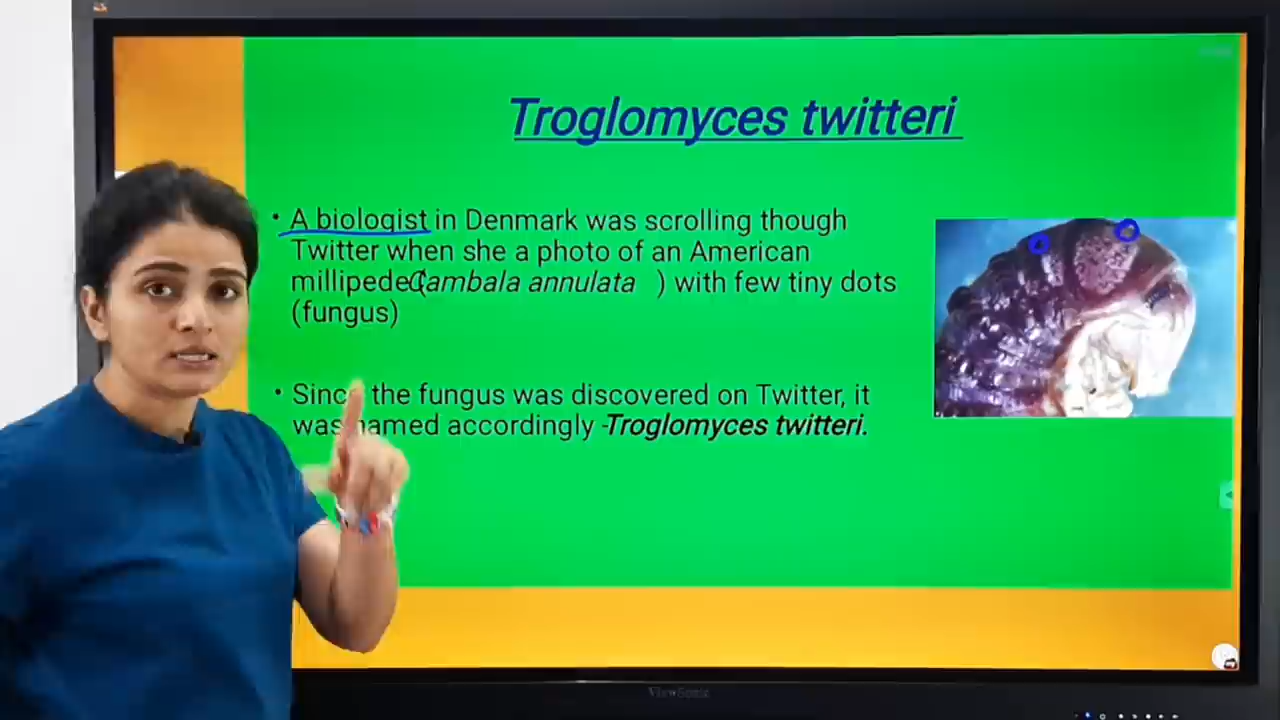 Troglomyces twitteri
• A biologist in Denmark was scrolling though
Twitter when she a photo of an American
millipede (Cambala annulata ) with few tiny dots
(fungus)
• Since the fungus was discovered on Twitter, it
was named accordingly -Troglomyces twitteri.
ViewSonic